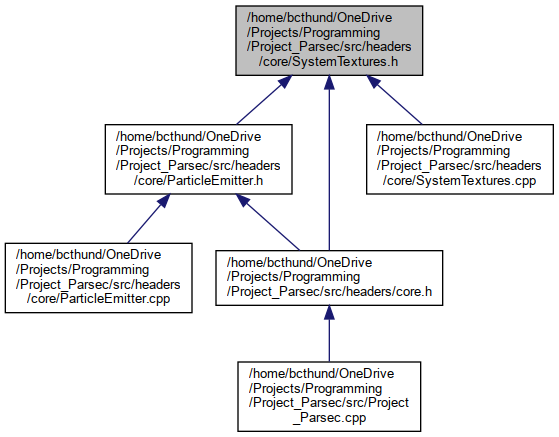 /home/bcthund/OneDrive
/Projects/Programming
/Project_Parsec/src/headers
/core/SystemTextures.h
/home/bcthund/OneDrive
/Projects/Programming
/Project_Parsec/src/headers
/core/ParticleEmitter.h
/home/bcthund/OneDrive
/Projects/Programming
/Project_Parsec/src/headers
/core/SystemTextures.cpp
/home/bcthund/OneDrive
/Projects/Programming
/Project_Parsec/src/headers
/core/ParticleEmitter.cpp
/home/bcthund/OneDrive
/Projects/Programming
/Project_Parsec/src/headers/core.h
/home/bcthund/OneDrive
/Projects/Programming
/Project_Parsec/src/Project
_Parsec.cpp